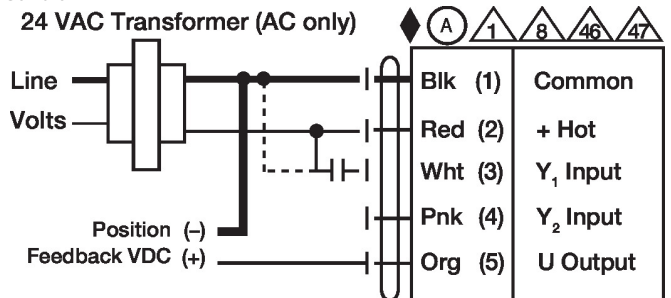 24 VAC Transformer (AC only)
A 1 8 46 47
Line
Volts
Blk (1) Common
Red (2) + Hot
Wht (3) Y₁ Input
Pnk (4) Y₂ Input
Org (5) U Output
Position (–)
Feedback VDC (+)